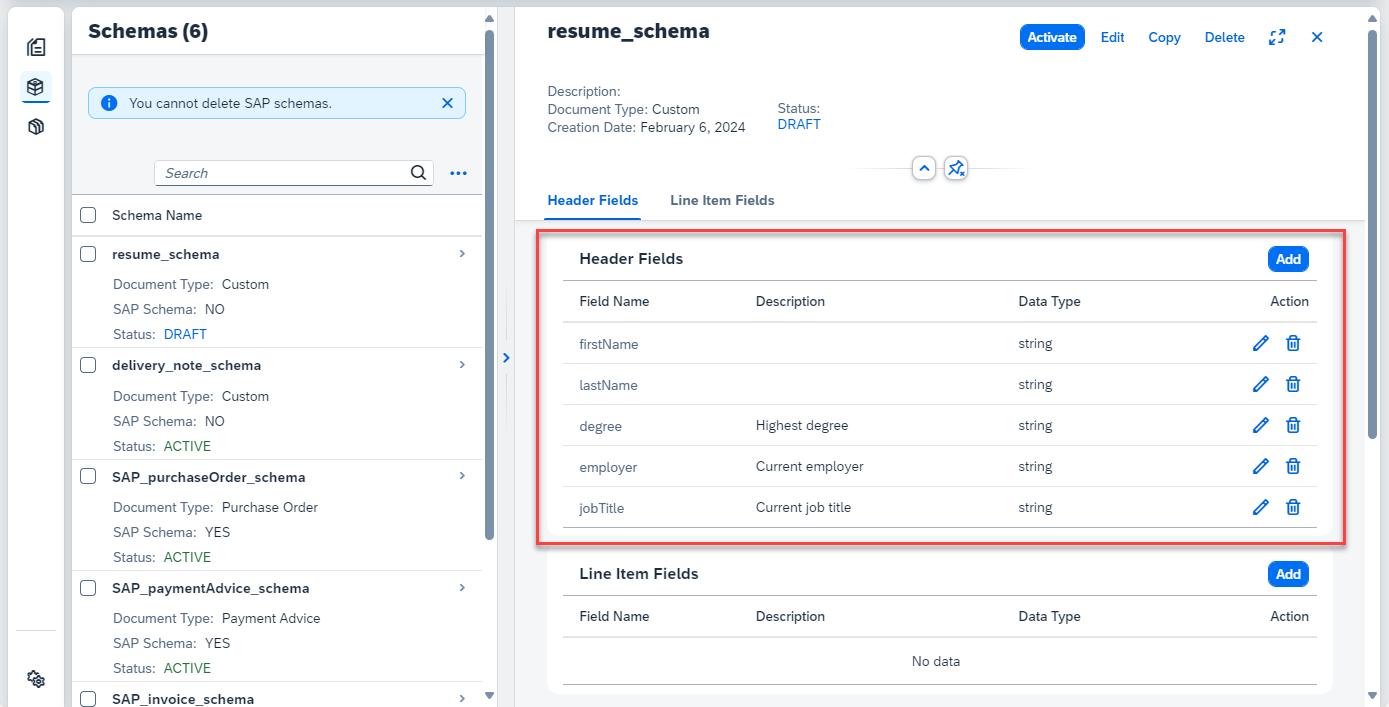 Schemas (6)
You cannot delete SAP schemas.
Search
Schema Name
resume_schema
Document Type: Custom
SAP Schema: NO
Status: DRAFT
delivery_note_schema
Document Type: Custom
SAP Schema: NO
Status: ACTIVE
SAP_purchaseOrder_schema
Document Type: Purchase Order
SAP Schema: YES
Status: ACTIVE
SAP_paymentAdvice_schema
Document Type: Payment Advice
SAP Schema: YES
Status: ACTIVE
SAP_invoice_schema
resume_schema
Activate Edit Copy Delete
Description:
Document Type: Custom
Creation Date: February 6, 2024
Status:
DRAFT
Header Fields Line Item Fields
Header Fields Add
Field Name Description Data Type Action
firstName string
lastName string
degree Highest degree string
employer Current employer string
jobTitle Current job title string
Line Item Fields Add
Field Name Description Data Type Action
No data